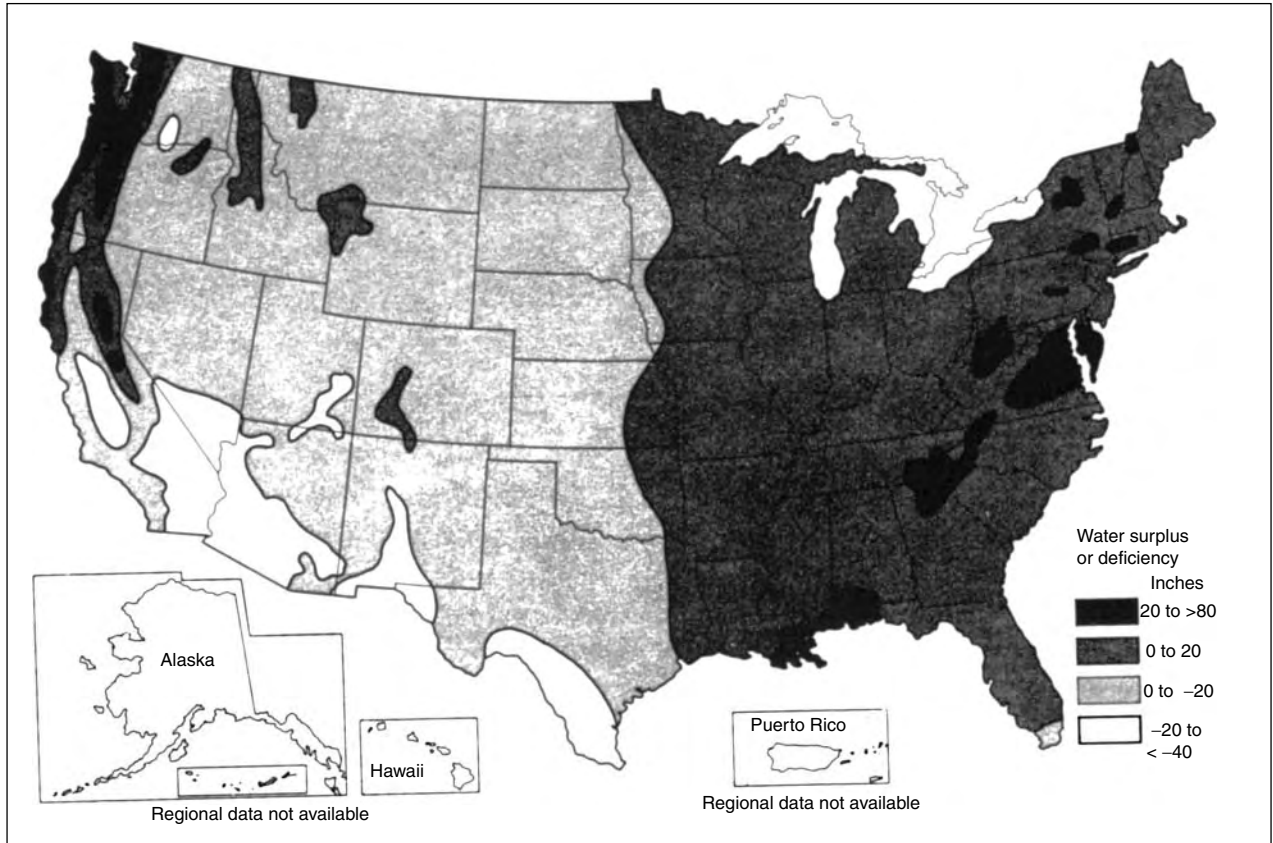 Water surplus
or deficiency
Inches
20 to >80
0 to 20
0 to −20
−20 to
< −40
Alaska
Hawaii
Puerto Rico
Regional data not available
Regional data not available